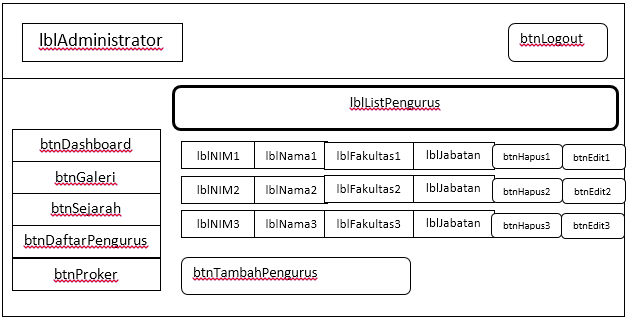 lblAdministrator
btnLogout
lblListPengurus
btnDashboard
btnGaleri
btnSejarah
btnDaftarPengurus
btnProker
lblNIM1 lblNama1 lblFakultas1 lblJabatan btnHapus1 btnEdit1
lblNIM2 lblNama2 lblFakultas2 lblJabatan btnHapus2 btnEdit2
lblNIM3 lblNama3 lblFakultas3 lblJabatan btnHapus3 btnEdit3
btnTambahPengurus